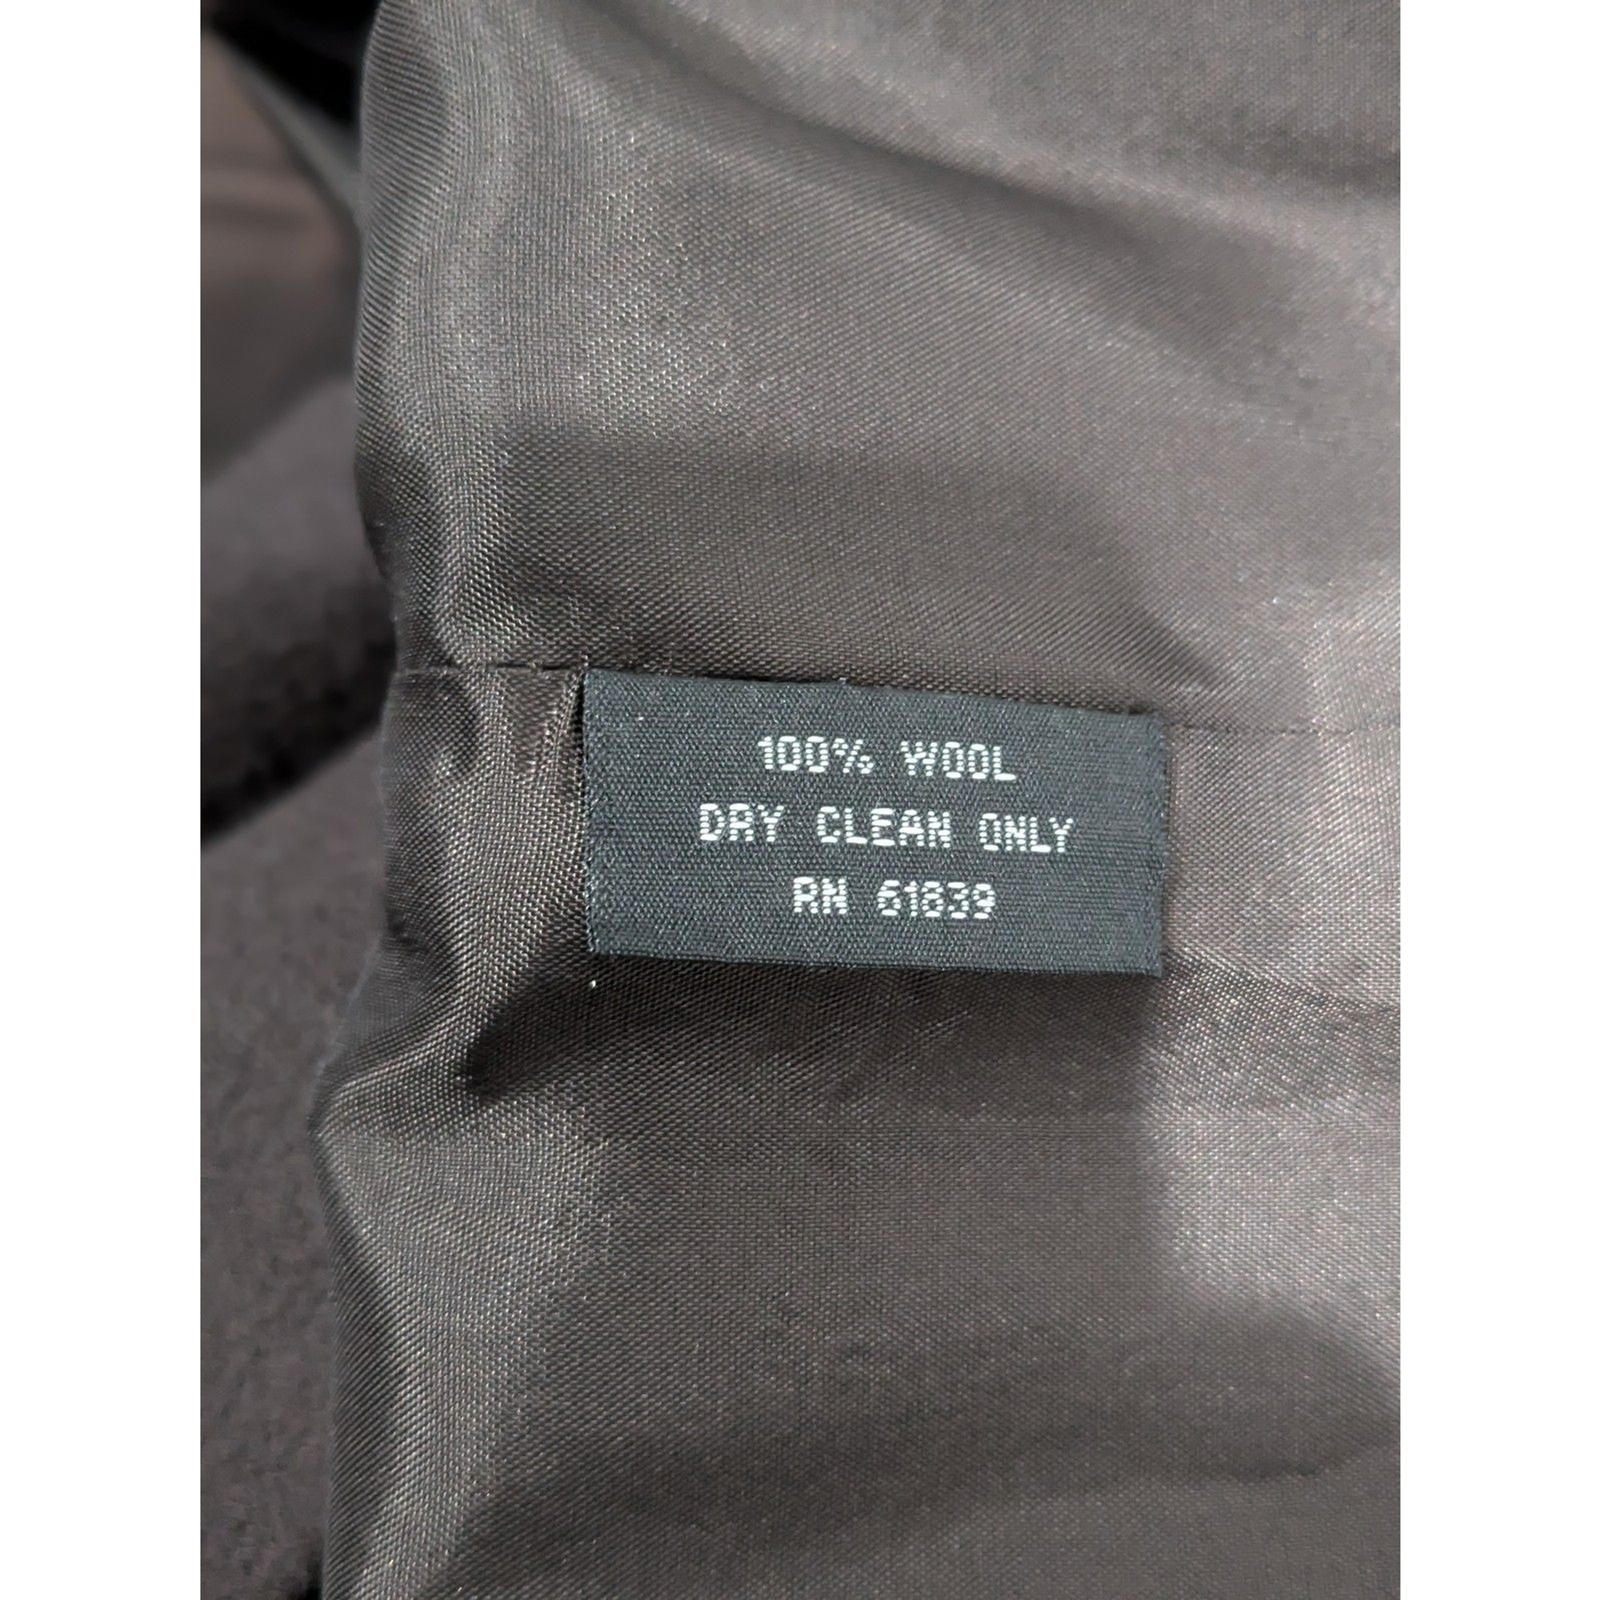 100% WOOL
DRY CLEAN ONLY
RN 61839